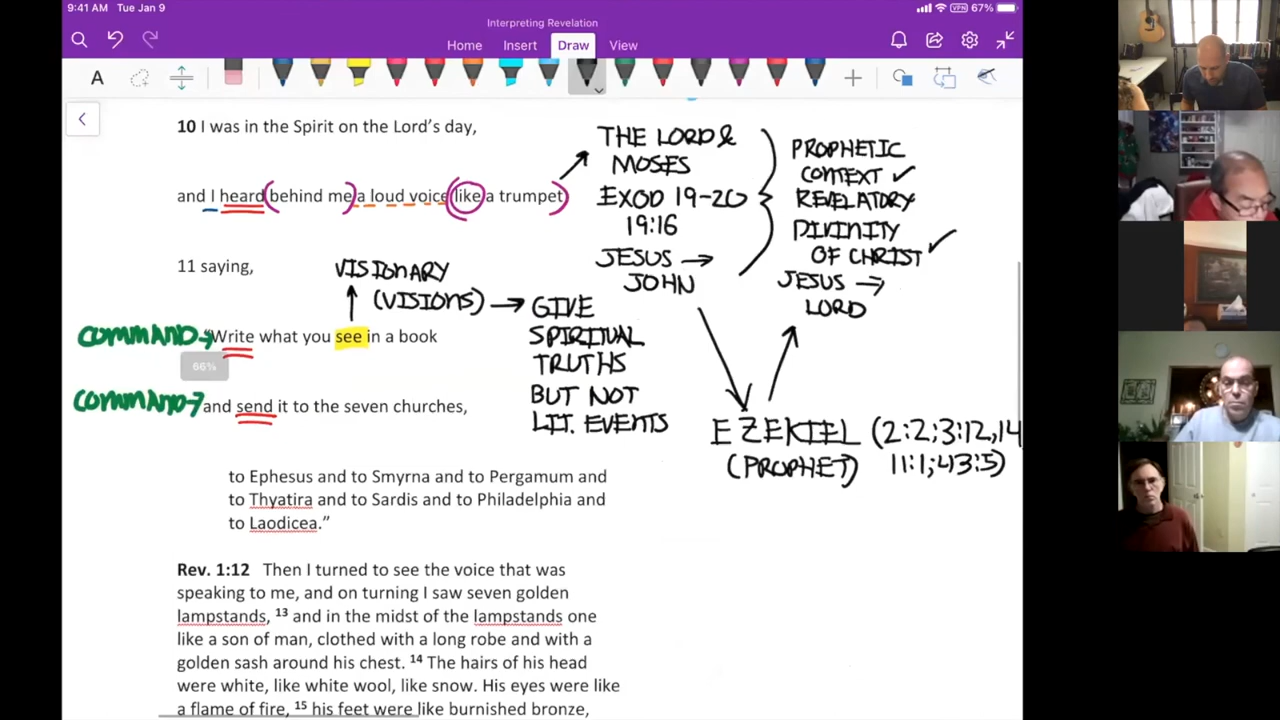 9:41 AM Tue Jan 9
VPN 67%
Interpreting Revelation
Home Insert Draw View
A
10 I was in the Spirit on the Lord's day,
and I heard (behind me) a loud voice (like a trumpet)
11 saying,
"Write what you see in a book
66%
and send it to the seven churches,
to Ephesus and to Smyrna and to Pergamum and
to Thyatira and to Sardis and to Philadelphia and
to Laodicea."
Rev. 1:12 Then I turned to see the voice that was
speaking to me, and on turning I saw seven golden
lampstands, 13 and in the midst of the lampstands one
like a son of man, clothed with a long robe and with a
golden sash around his chest. 14 The hairs of his head
were white, like white wool, like snow. His eyes were like
a flame of fire, 15 his feet were like burnished bronze,
COMMAND→
COMMAND→
VISIONARY
(VISIONS) →
GIVE
SPIRITUAL
TRUTHS
BUT NOT
LIT. EVENTS
THE LORD &
MOSES
EXOD 19-20
19:16
JESUS →
JOHN
PROPHETIC
CONTEXT ✓
REVELATORY
DIVINITY
OF CHRIST ✓
JESUS →
LORD
EZEKIEL (2:2; 3:12, 14
(PROPHET) 11:1; 43:5)